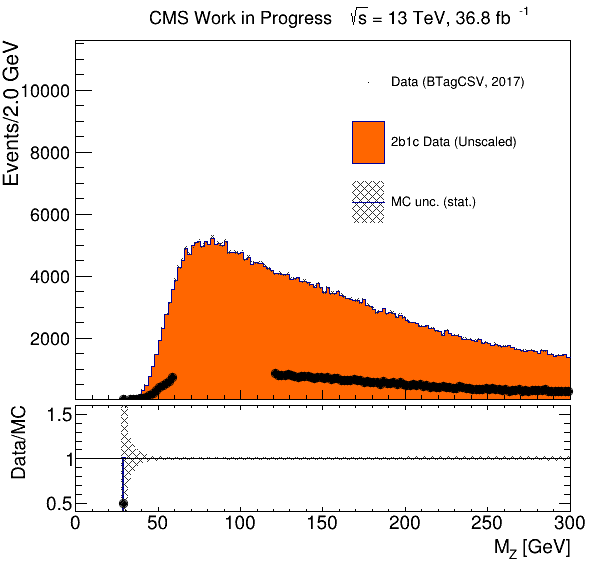 CMS Work in Progress √s = 13 TeV, 36.8 fb -1
Events/2.0 GeV
10000
8000
6000
4000
2000
Data (BTagCSV, 2017)
2b1c Data (Unscaled)
MC unc. (stat.)
Data/MC
1.5
1
0.5
0 50 100 150 200 250 300
M_Z [GeV]